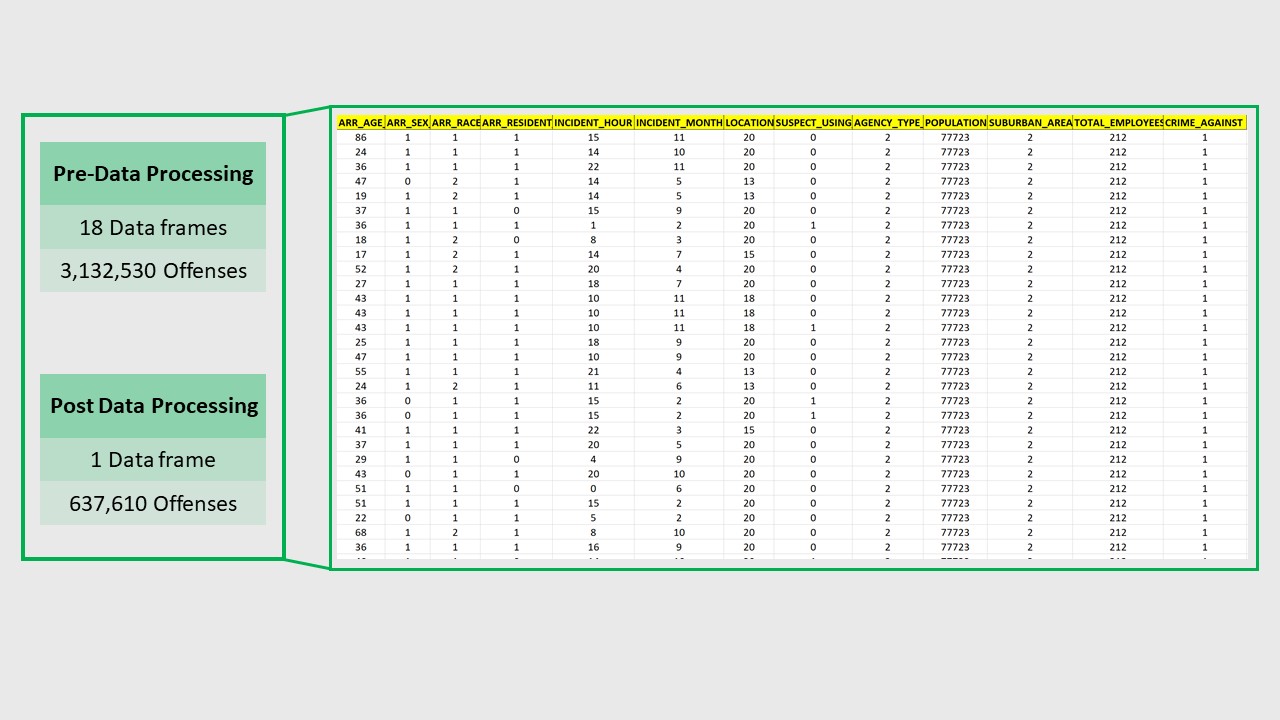 Pre-Data Processing
18 Data frames
3,132,530 Offenses
Post Data Processing
1 Data frame
637,610 Offenses
ARR_AGE_ ARR_SEX_ ARR_RACE ARR_RESIDENT_ INCIDENT_HOUR INCIDENT_MONTH LOCATION SUSPECT_USING AGENCY_TYPE_ POPULATION SUBURBAN_AREA TOTAL_EMPLOYEES CRIME_AGAINST
86 1 1 1 15 11 20 0 2 77723 2 212 1
24 1 1 1 14 10 20 0 2 77723 2 212 1
36 1 1 1 22 11 20 0 2 77723 2 212 1
47 0 2 1 14 5 13 0 2 77723 2 212 1
19 1 2 1 14 5 13 0 2 77723 2 212 1
37 1 1 0 15 9 20 0 2 77723 2 212 1
36 1 1 1 1 2 20 1 2 77723 2 212 1
18 1 2 0 8 3 20 0 2 77723 2 212 1
17 1 2 1 14 7 15 0 2 77723 2 212 1
52 1 2 1 20 4 20 0 2 77723 2 212 1
27 1 1 1 18 7 20 0 2 77723 2 212 1
43 1 1 1 10 11 18 0 2 77723 2 212 1
43 1 1 1 10 11 18 0 2 77723 2 212 1
43 1 1 1 10 11 18 1 2 77723 2 212 1
25 1 1 1 18 9 20 0 2 77723 2 212 1
47 1 1 1 10 9 20 0 2 77723 2 212 1
55 1 1 1 21 4 13 0 2 77723 2 212 1
24 1 2 1 11 6 13 0 2 77723 2 212 1
36 0 1 1 15 2 20 1 2 77723 2 212 1
36 0 1 1 15 2 20 1 2 77723 2 212 1
41 1 1 1 22 3 15 0 2 77723 2 212 1
37 1 1 1 20 5 20 0 2 77723 2 212 1
29 1 1 0 4 9 20 0 2 77723 2 212 1
43 0 1 1 20 10 20 0 2 77723 2 212 1
51 1 1 0 0 6 20 0 2 77723 2 212 1
51 1 1 1 15 2 20 0 2 77723 2 212 1
22 0 1 1 5 2 20 0 2 77723 2 212 1
68 1 2 1 8 10 20 0 2 77723 2 212 1
36 1 1 1 16 9 20 0 2 77723 2 212 1